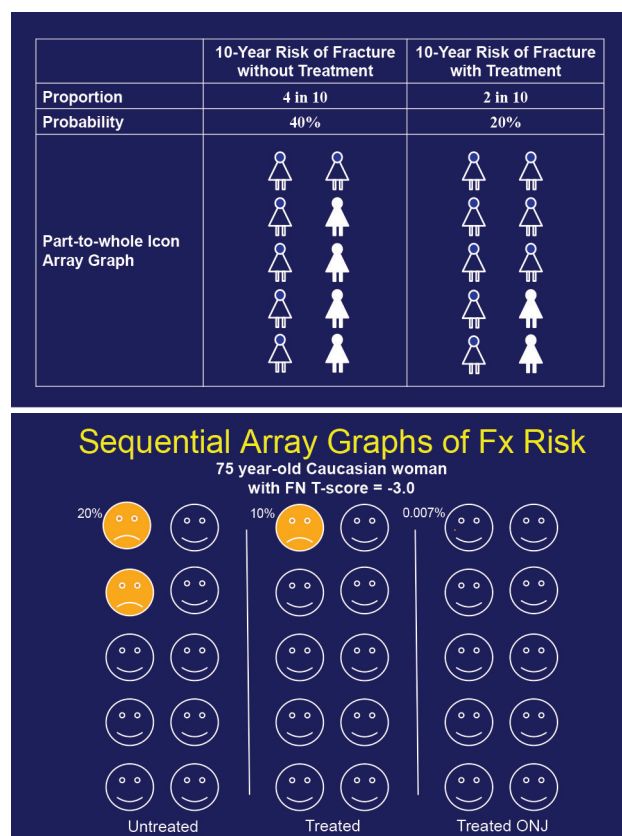 10-Year Risk of Fracture without Treatment
10-Year Risk of Fracture with Treatment
Proportion
4 in 10
2 in 10
Probability
40%
20%
Part-to-whole Icon
Array Graph
Sequential Array Graphs of Fx Risk
75 year-old Caucasian woman
with FN T-score = -3.0
20%
10%
0.007%
Untreated
Treated
Treated ONJ